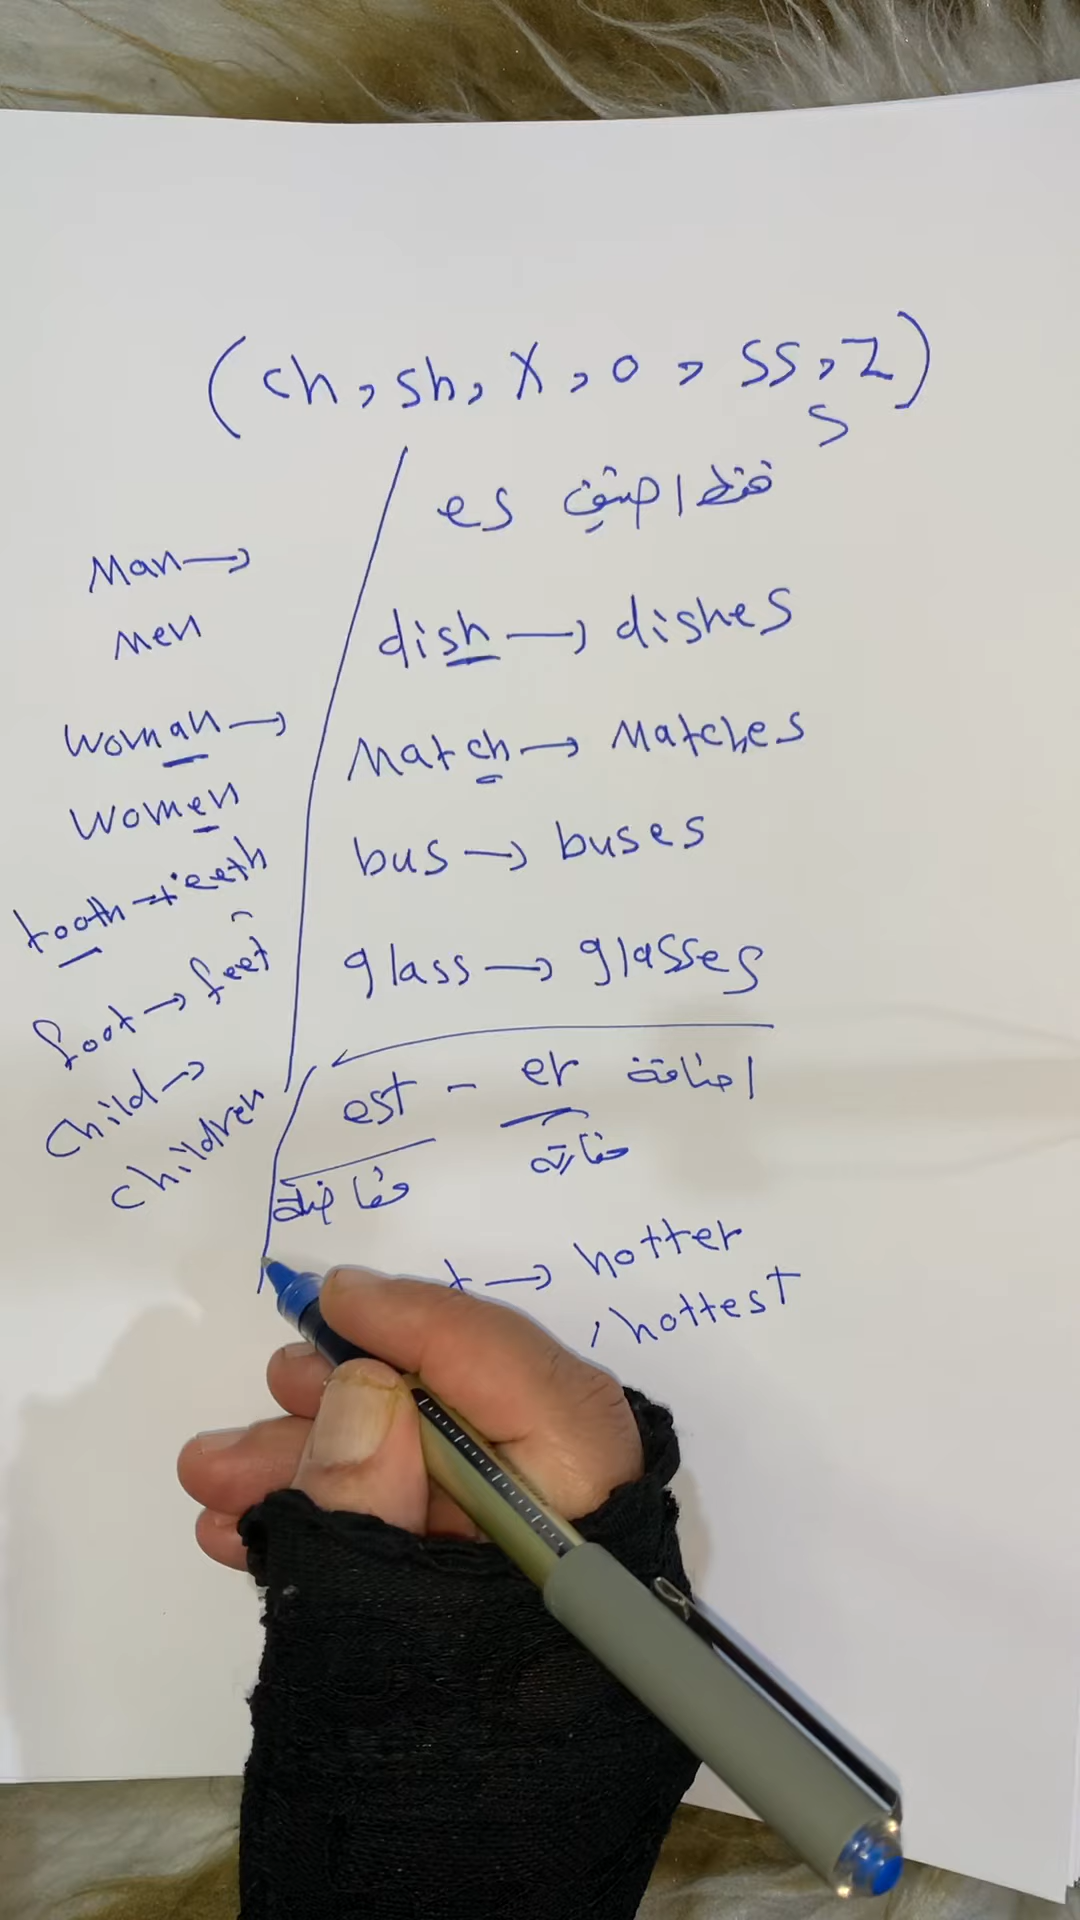 (ch, sh, x, o, ss, z)
s
فقط اضيف es
dish → dishes
match → matches
bus → buses
glass → glasses
Man →
men
woman →
women
tooth → teeth
foot → feet
child →
children
اضافة er - est
مقارنة
مفاضلة
t → hotter
, hottest